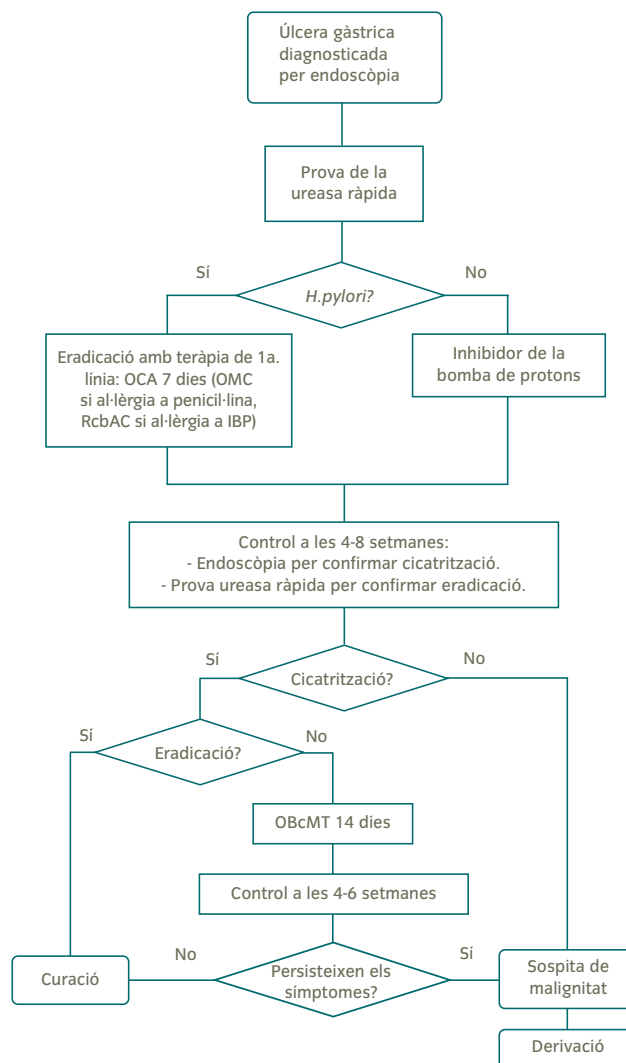 Úlcera gàstrica
diagnosticada
per endoscòpia
Prova de la
ureasa ràpida
Sí
No
H.pylori?
Eradicació amb teràpia de 1a.
línia: OCA 7 dies (OMC
si al·lèrgia a penicil·lina,
RcbAC si al·lèrgia a IBP)
Inhibidor de la
bomba de protons
Control a les 4-8 setmanes:
- Endoscòpia per confirmar cicatrització.
- Prova ureasa ràpida per confirmar eradicació.
Sí
No
Cicatrització?
Sí
No
Eradicació?
OBcMT 14 dies
Control a les 4-6 setmanes
No
Sí
Curació
Persisteixen els
símptomes?
Sospita de
malignitat
Derivació